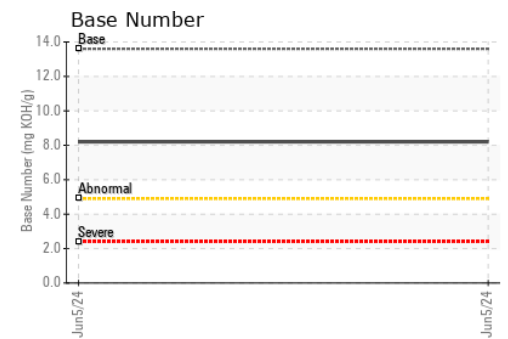 Base Number
Base Number (mg KOH/g)
14.0
12.0
10.0
8.0
6.0
4.0
2.0
0.0
Base
Abnormal
Severe
Jun5/24
Jun5/24